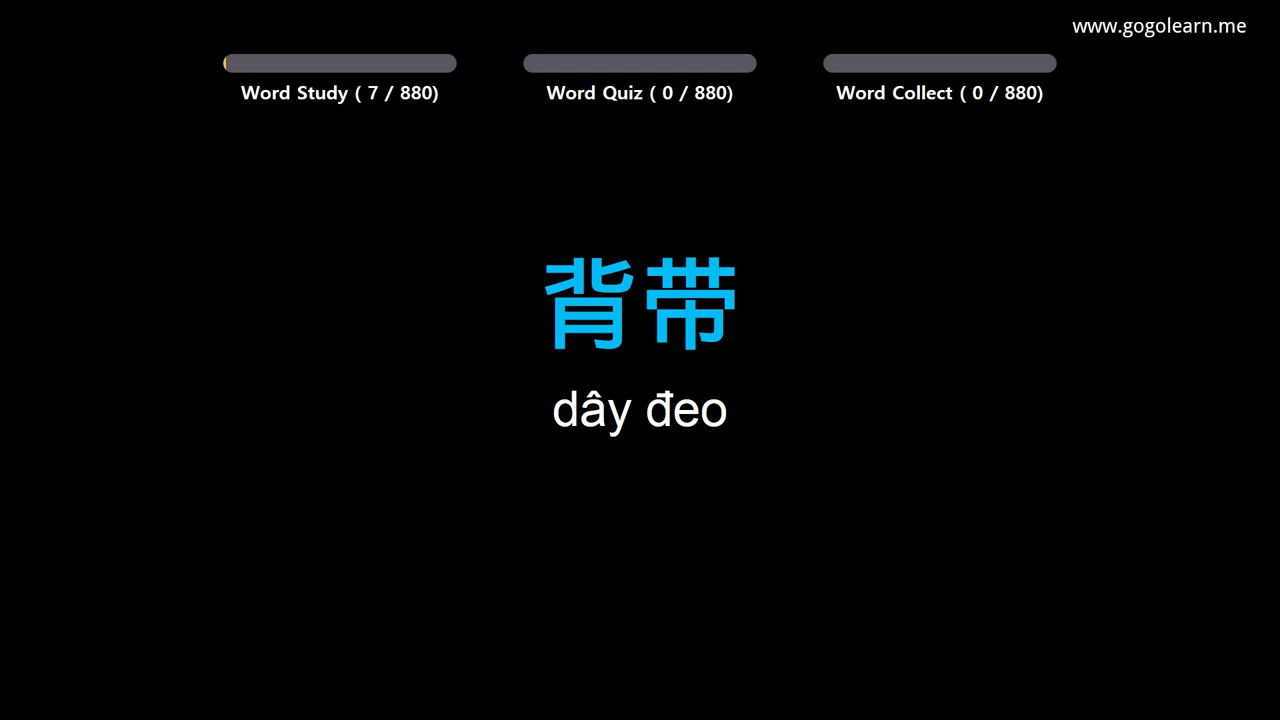 www.gogolearn.me
Word Study ( 7 / 880)
Word Quiz ( 0 / 880)
Word Collect ( 0 / 880)
背带
dây đeo